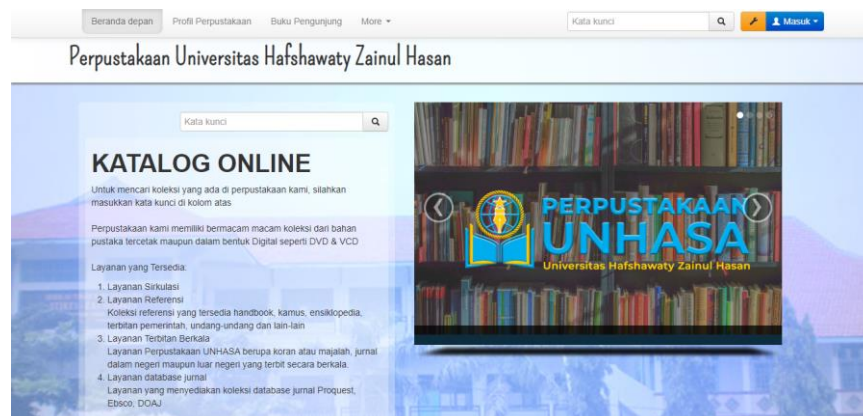 Beranda depan Profil Perpustakaan Buku Pengunjung More Kata kunci Masuk
Perpustakaan Universitas Hafshawaty Zainul Hasan
Kata kunci
KATALOG ONLINE
Untuk mencari koleksi yang ada di perpustakaan kami, silahkan
masukkan kata kunci di kolom atas
Perpustakaan kami memiliki bermacam macam koleksi dari bahan
pustaka tercetak maupun dalam bentuk Digital seperti DVD & VCD
Layanan yang Tersedia:
1. Layanan Sirkulasi
2. Layanan Referensi
Koleksi referensi yang tersedia handbook, kamus, ensiklopedia,
terbitan pemerintah, undang-undang dan lain-lain
3. Layanan Terbitan Berkala
Layanan Perpustakaan UNHASA berupa koran atau majalah, jurnal
dalam negeri maupun luar negeri yang terbit secara berkala.
4. Layanan database jurnal
Layanan yang menyediakan koleksi database jurnal Proquest,
Ebsco, DOAJ
PERPUSTAKAAN
UNHASA
Universitas Hafshawaty Zainul Hasan